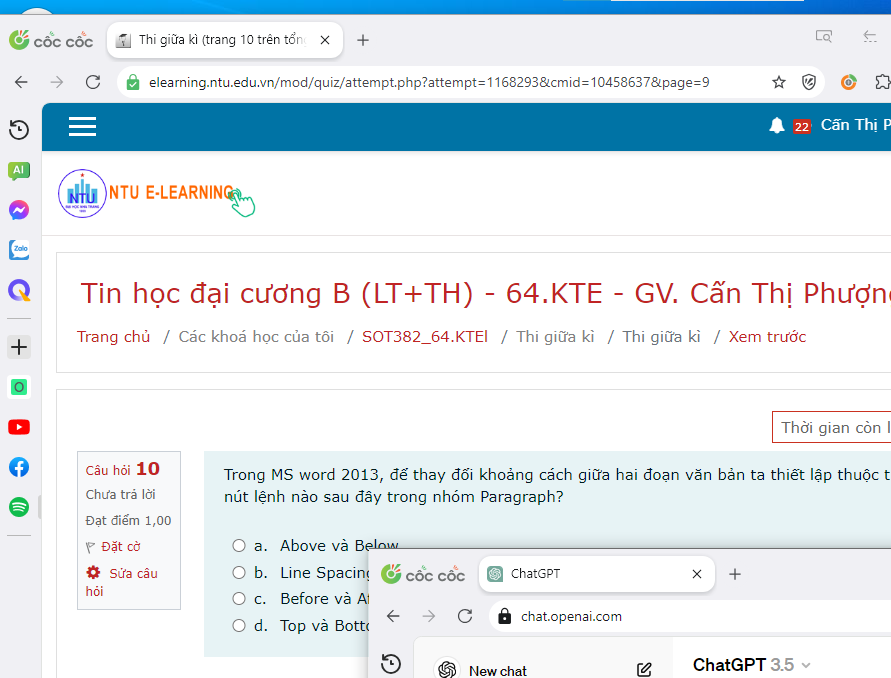 cốc cốc
Thi giữa kì (trang 10 trên tổn
elearning.ntu.edu.vn/mod/quiz/attempt.php?attempt=1168293&cmid=10458637&page=9
22 Cấn Thị P
AI
Zalo
NTU
NTU E-LEARNING
Tin học đại cương B (LT+TH) - 64.KTE - GV. Cấn Thị Phượn
Trang chủ / Các khoá học của tôi / SOT382_64.KTEl / Thi giữa kì / Thi giữa kì / Xem trước
Thời gian còn l
Câu hỏi 10
Chưa trả lời
Đạt điểm 1,00
Đặt cờ
Sửa câu
hỏi
Trong MS word 2013, để thay đổi khoảng cách giữa hai đoạn văn bản ta thiết lập thuộc t
nút lệnh nào sau đây trong nhóm Paragraph?
a. Above và Below
b. Line Spacing
c. Before và Af
d. Top và Botto
cốc cốc
ChatGPT
chat.openai.com
New chat
ChatGPT 3.5